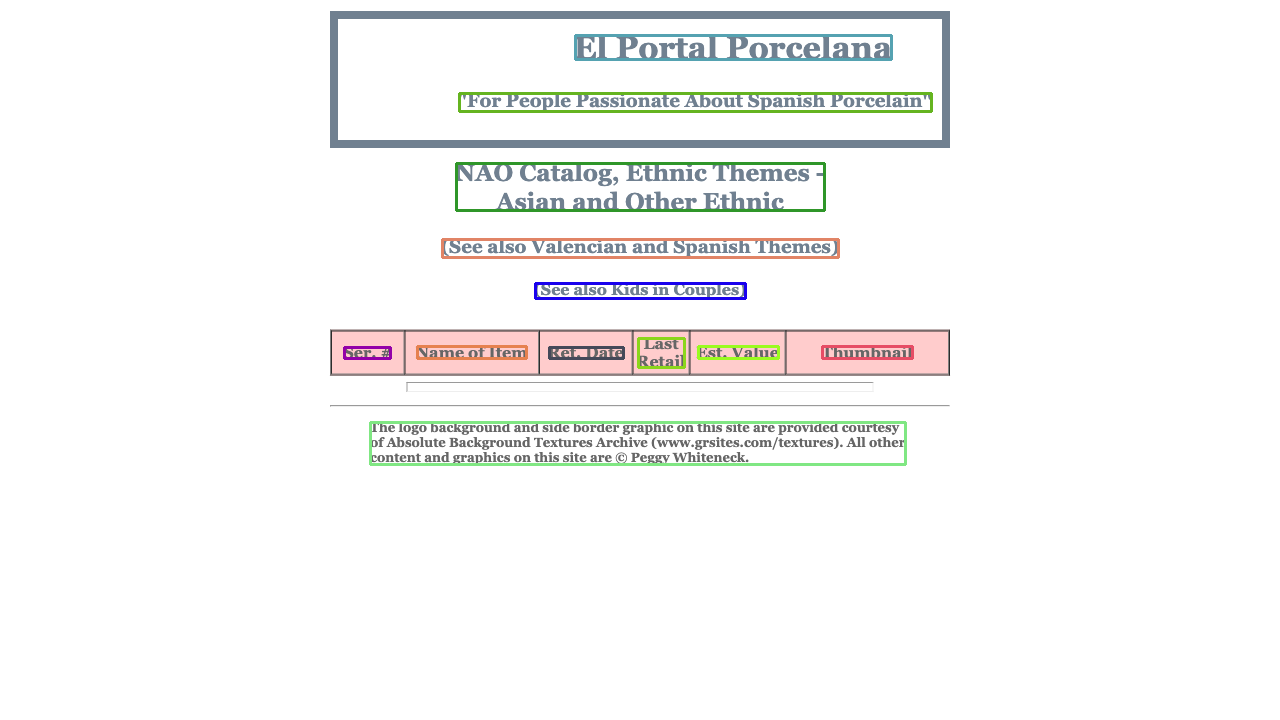 El Portal Porcelana
"For People Passionate About Spanish Porcelain"
NAO Catalog, Ethnic Themes -
Asian and Other Ethnic
(See also Valencian and Spanish Themes)
(See also Kids in Couples)
Ser. # Name of Item Ret. Date Last Retail Est. Value Thumbnail
The logo background and side border graphic on this site are provided courtesy
of Absolute Background Textures Archive (www.grsites.com/textures). All other
content and graphics on this site are © Peggy Whiteneck.